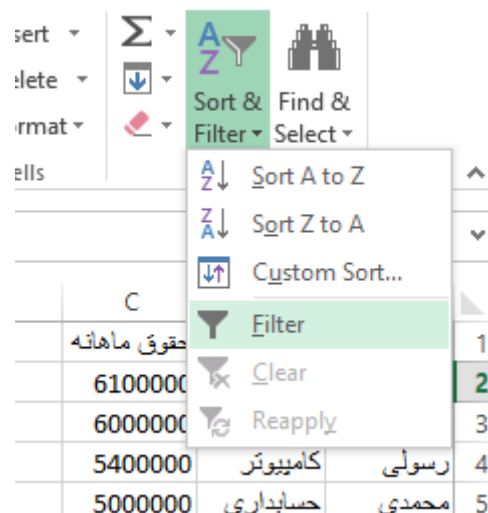 sert
elete
rmat
ells
Sort &
Filter
Find &
Select
Sort A to Z
Sort Z to A
Custom Sort...
Filter
Clear
Reapply
C
حقوق ماهانه 1
6100000 2
6000000 3
5400000 کامپیوتر رسولی 4
5000000 حسابداری محمدی 5